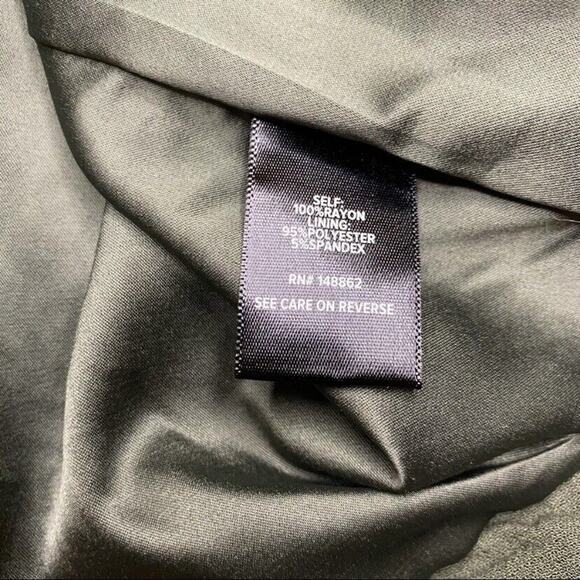 SELF:
100%RAYON
LINING:
95%POLYESTER
5%SPANDEX
RN# 148862
SEE CARE ON REVERSE